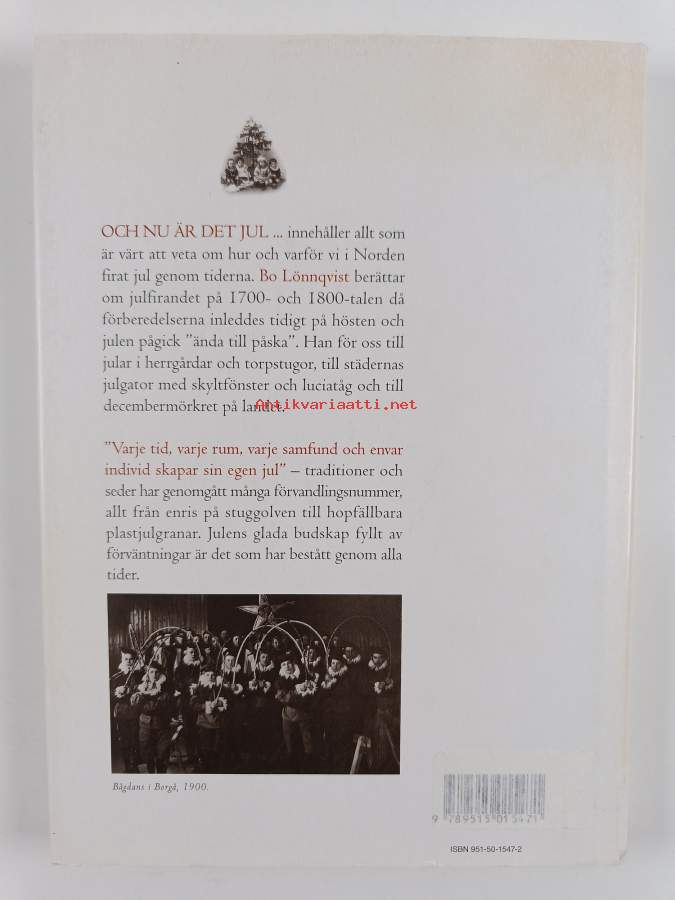 OCH NU ÄR DET JUL ... innehåller allt som
är värt att veta om hur och varför vi i Norden
firat jul genom tiderna. Bo Lönnqvist berättar
om julfirandet på 1700- och 1800-talen då
förberedelserna inleddes tidigt på hösten och
julen pågick ”ända till påska”. Han för oss till
jular i herrgårdar och torpstugor, till städernas
julgator med skyltfönster och luciatåg och till
decembermörkret på landet.
Antikvariaatti.net
”Varje tid, varje rum, varje samfund och envar
individ skapar sin egen jul” – traditioner och
seder har genomgått många förvandlingsnummer,
allt från enris på stuggolven till hopfällbara
plastjulgranar. Julens glada budskap fyllt av
förväntningar är det som har bestått genom alla
tider.
Bågdans i Borgå, 1900.
9 789515 015471
ISBN 951-50-1547-2